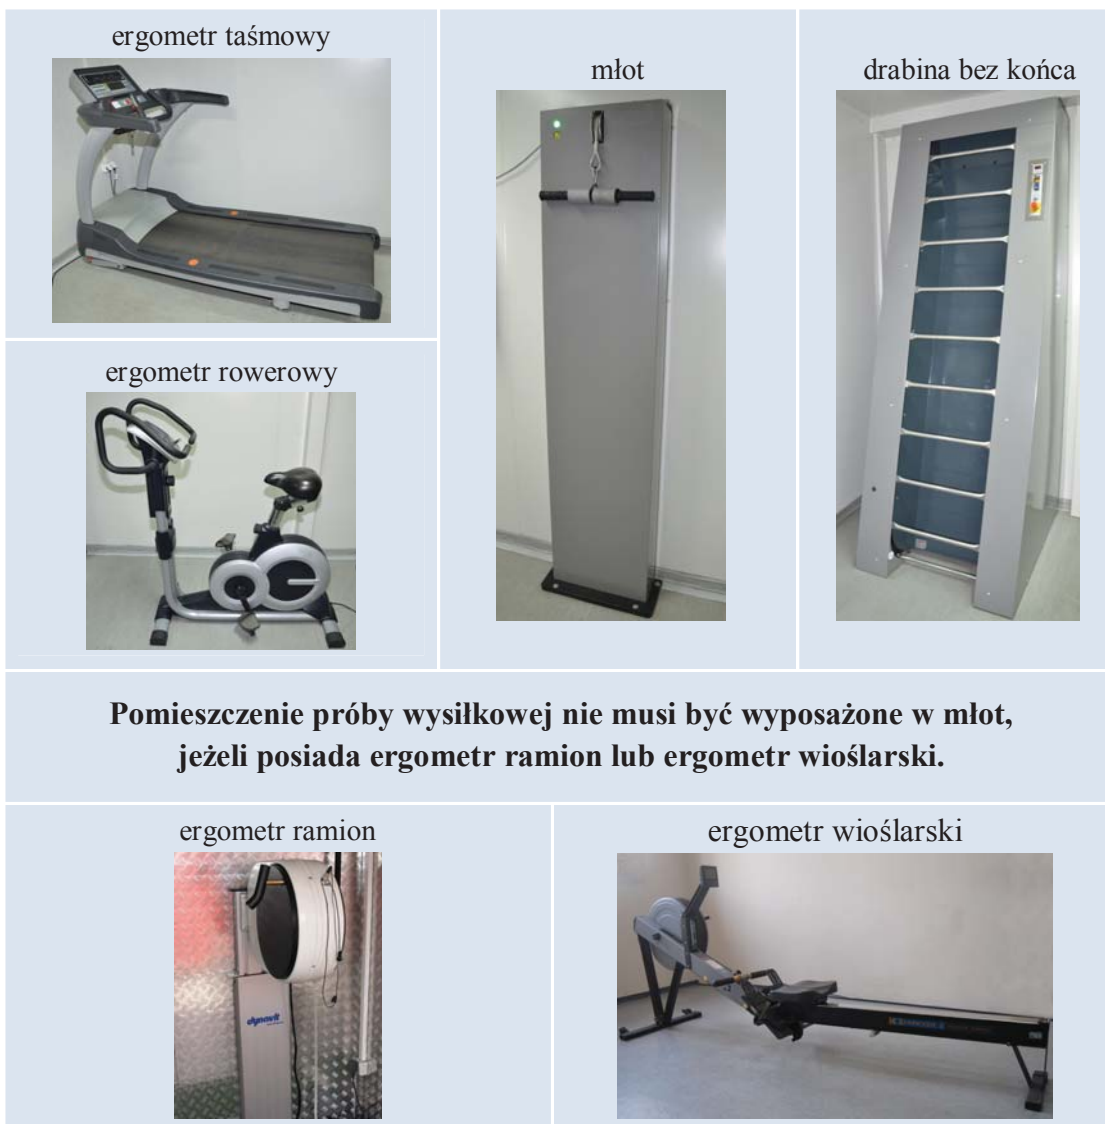 ergometr taśmowy
młot
drabina bez końca
ergometr rowerowy
Pomieszczenie próby wysiłkowej nie musi być wyposażone w młot,
jeżeli posiada ergometr ramion lub ergometr wioślarski.
ergometr ramion
ergometr wioślarski
dynavit